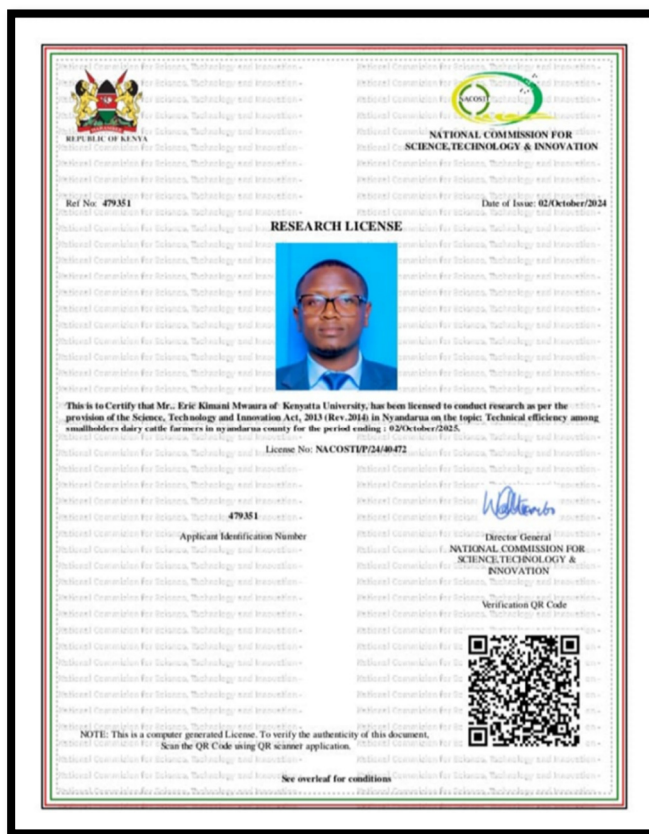 REPUBLIC OF KENYA
NACOSTI
NATIONAL COMMISSION FOR
SCIENCE,TECHNOLOGY & INNOVATION
Ref No: 479351
Date of Issue: 02/October/2024
RESEARCH LICENSE
This is to Certify that Mr.. Eric Kimani Mwaura of Kenyatta University, has been licensed to conduct research as per the
provision of the Science, Technology and Innovation Act, 2013 (Rev.2014) in Nyandarua on the topic: Technical efficiency among
smallholders dairy cattle farmers in nyandarua county for the period ending : 02/October/2025.
License No: NACOSTI/P/24/40472
479351
Applicant Identification Number
Director General
NATIONAL COMMISSION FOR
SCIENCE,TECHNOLOGY &
INNOVATION
Verification QR Code
NOTE: This is a computer generated License. To verify the authenticity of this document,
Scan the QR Code using QR scanner application.
See overleaf for conditions